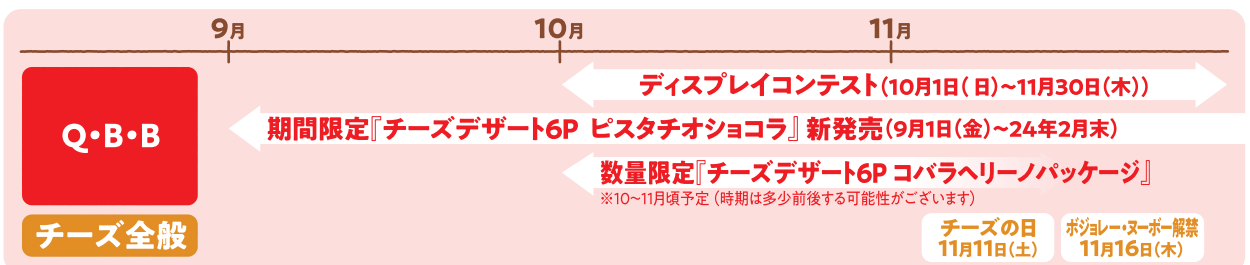 9月 10月 11月
Q・B・B
ディスプレイコンテスト(10月1日(日)~11月30日(木))
期間限定『チーズデザート6P ピスタチオショコラ』新発売(9月1日(金)~24年2月末)
数量限定『チーズデザート6P コバラヘリーノパッケージ』
※10~11月頃予定(時期は多少前後する可能性がございます)
チーズ全般
チーズの日
11月11日(土)
ボジョレー・ヌーボー解禁
11月16日(木)